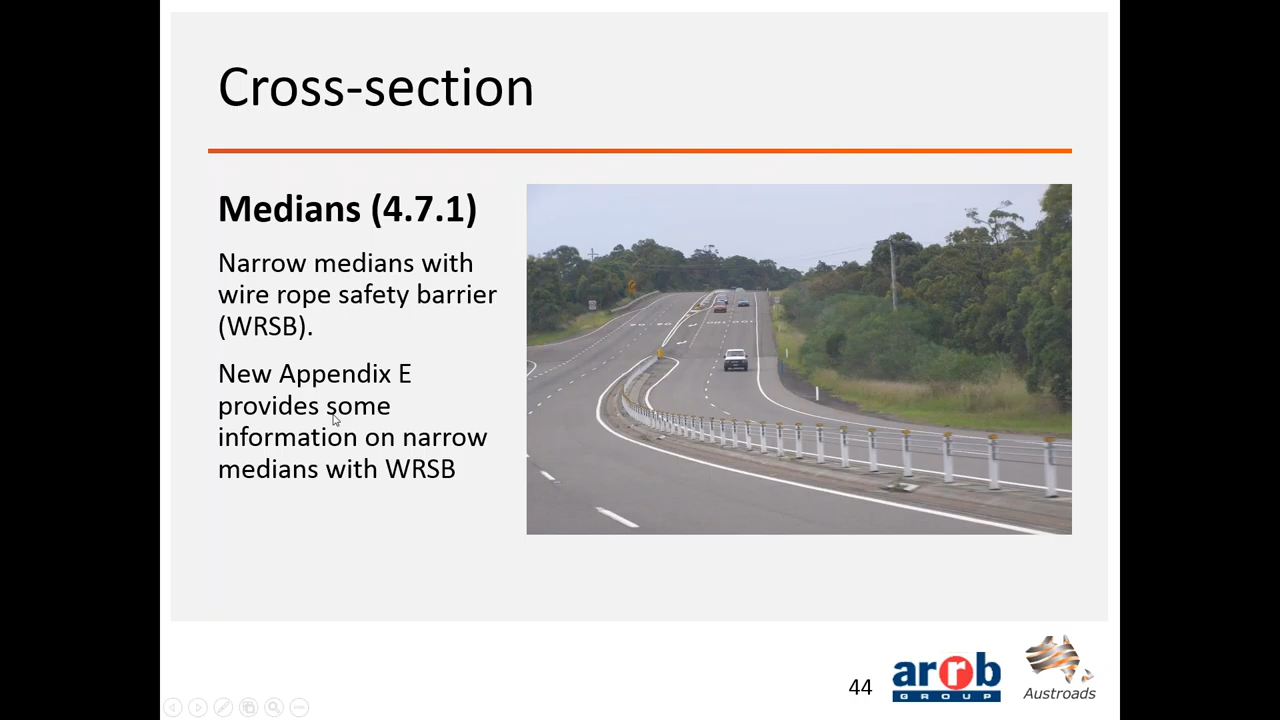 Cross-section
Medians (4.7.1)
Narrow medians with
wire rope safety barrier
(WRSB).
New Appendix E
provides some
information on narrow
medians with WRSB
44
arrb
GROUP
Austroads